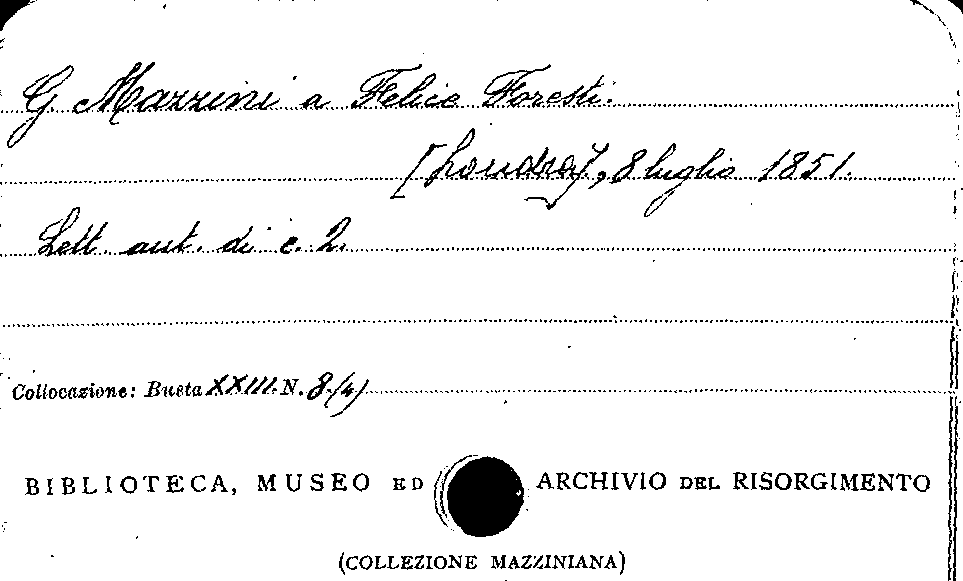 G. Mazzini a Felice Foresti.
[Londra], 8 luglio 1851.
Lett. aut. di c. 2.
Collocazione: Busta XXIII. N. 8.(4)
BIBLIOTECA, MUSEO ED ARCHIVIO DEL RISORGIMENTO
(COLLEZIONE MAZZINIANA)